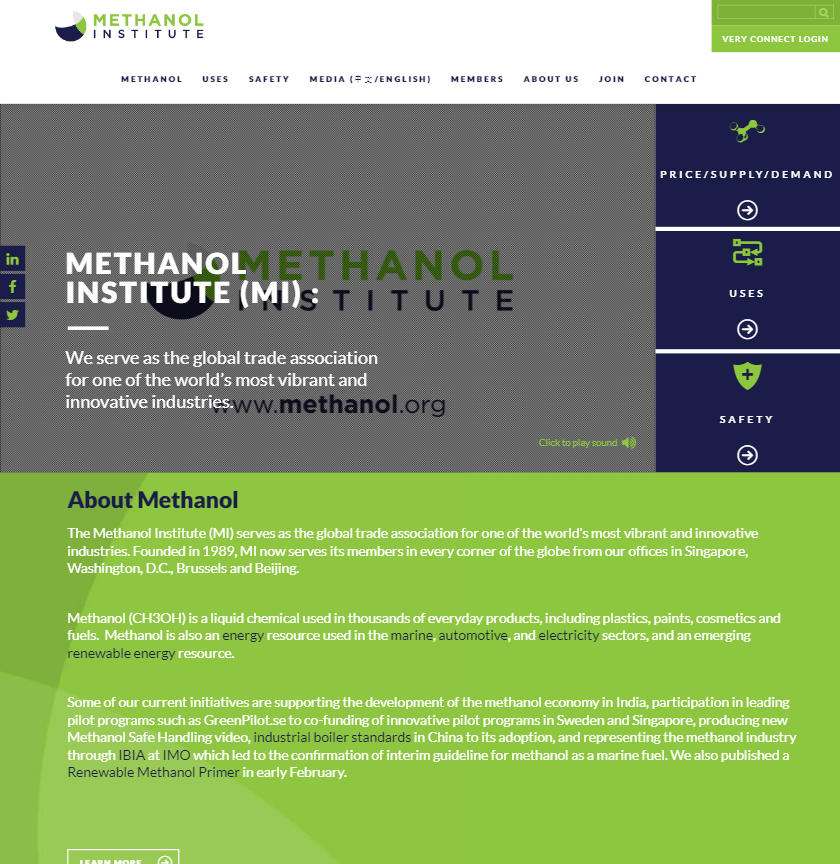 METHANOL
INSTITUTE
VERY CONNECT LOGIN
METHANOL USES SAFETY MEDIA (中文/ENGLISH) MEMBERS ABOUT US JOIN CONTACT
METHANOL
INSTITUTE
www.methanol.org
METHANOL
INSTITUTE (MI) :
We serve as the global trade association
for one of the world's most vibrant and
innovative industries.
Click to play sound
PRICE/SUPPLY/DEMAND
USES
SAFETY
About Methanol
The Methanol Institute (MI) serves as the global trade association for one of the world's most vibrant and innovative
industries. Founded in 1989, MI now serves its members in every corner of the globe from our offices in Singapore,
Washington, D.C., Brussels and Beijing.
Methanol (CH3OH) is a liquid chemical used in thousands of everyday products, including plastics, paints, cosmetics and
fuels. Methanol is also an energy resource used in the marine, automotive, and electricity sectors, and an emerging
renewable energy resource.
Some of our current initiatives are supporting the development of the methanol economy in India, participation in leading
pilot programs such as GreenPilot.se to co-funding of innovative pilot programs in Sweden and Singapore, producing new
Methanol Safe Handling video, industrial boiler standards in China to its adoption, and representing the methanol industry
through IBIA at IMO which led to the confirmation of interim guideline for methanol as a marine fuel. We also published a
Renewable Methanol Primer in early February.
LEARN MORE